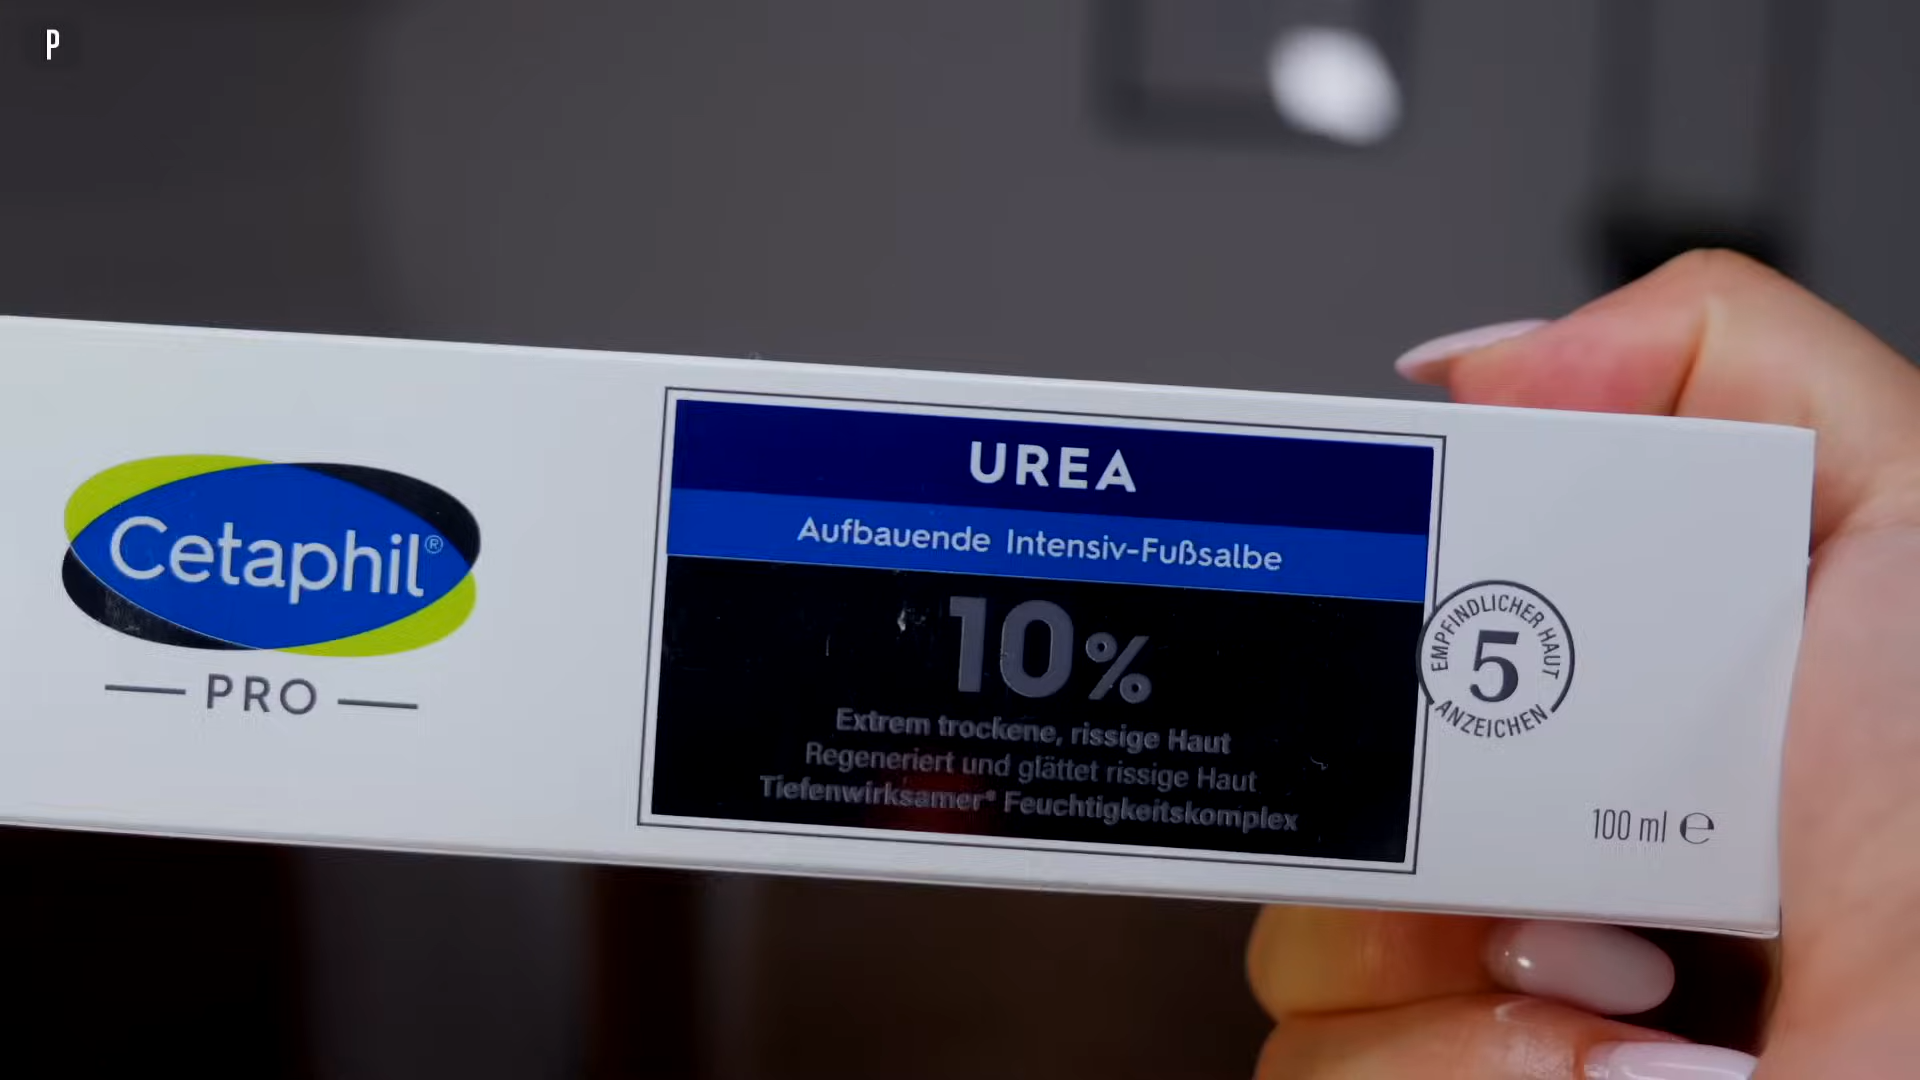 P
Cetaphil®
PRO
UREA
Aufbauende Intensiv-Fußsalbe
10%
Extrem trockene, rissige Haut
Regeneriert und glättet rissige Haut
Tiefenwirksamer* Feuchtigkeitskomplex
EMPFINDLICHER HAUT
5
ANZEICHEN
100 ml ℮